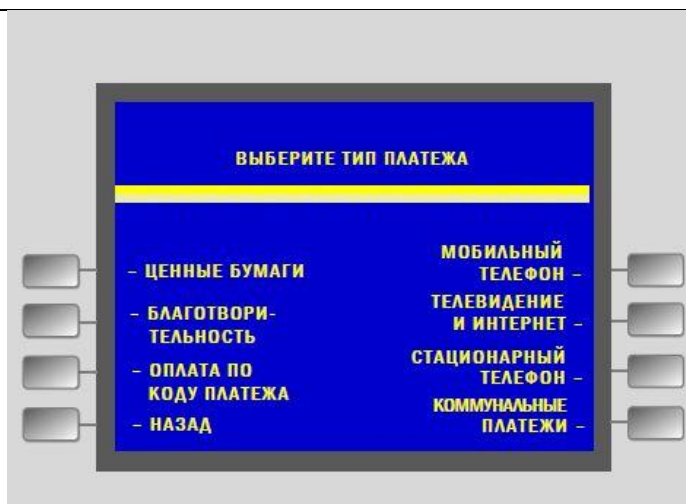 ВЫБЕРИТЕ ТИП ПЛАТЕЖА
– ЦЕННЫЕ БУМАГИ
– БЛАГОТВОРИ-
ТЕЛЬНОСТЬ
– ОПЛАТА ПО
КОДУ ПЛАТЕЖА
– НАЗАД
МОБИЛЬНЫЙ
ТЕЛЕФОН –
ТЕЛЕВИДЕНИЕ
И ИНТЕРНЕТ –
СТАЦИОНАРНЫЙ
ТЕЛЕФОН –
КОММУНАЛЬНЫЕ
ПЛАТЕЖИ –